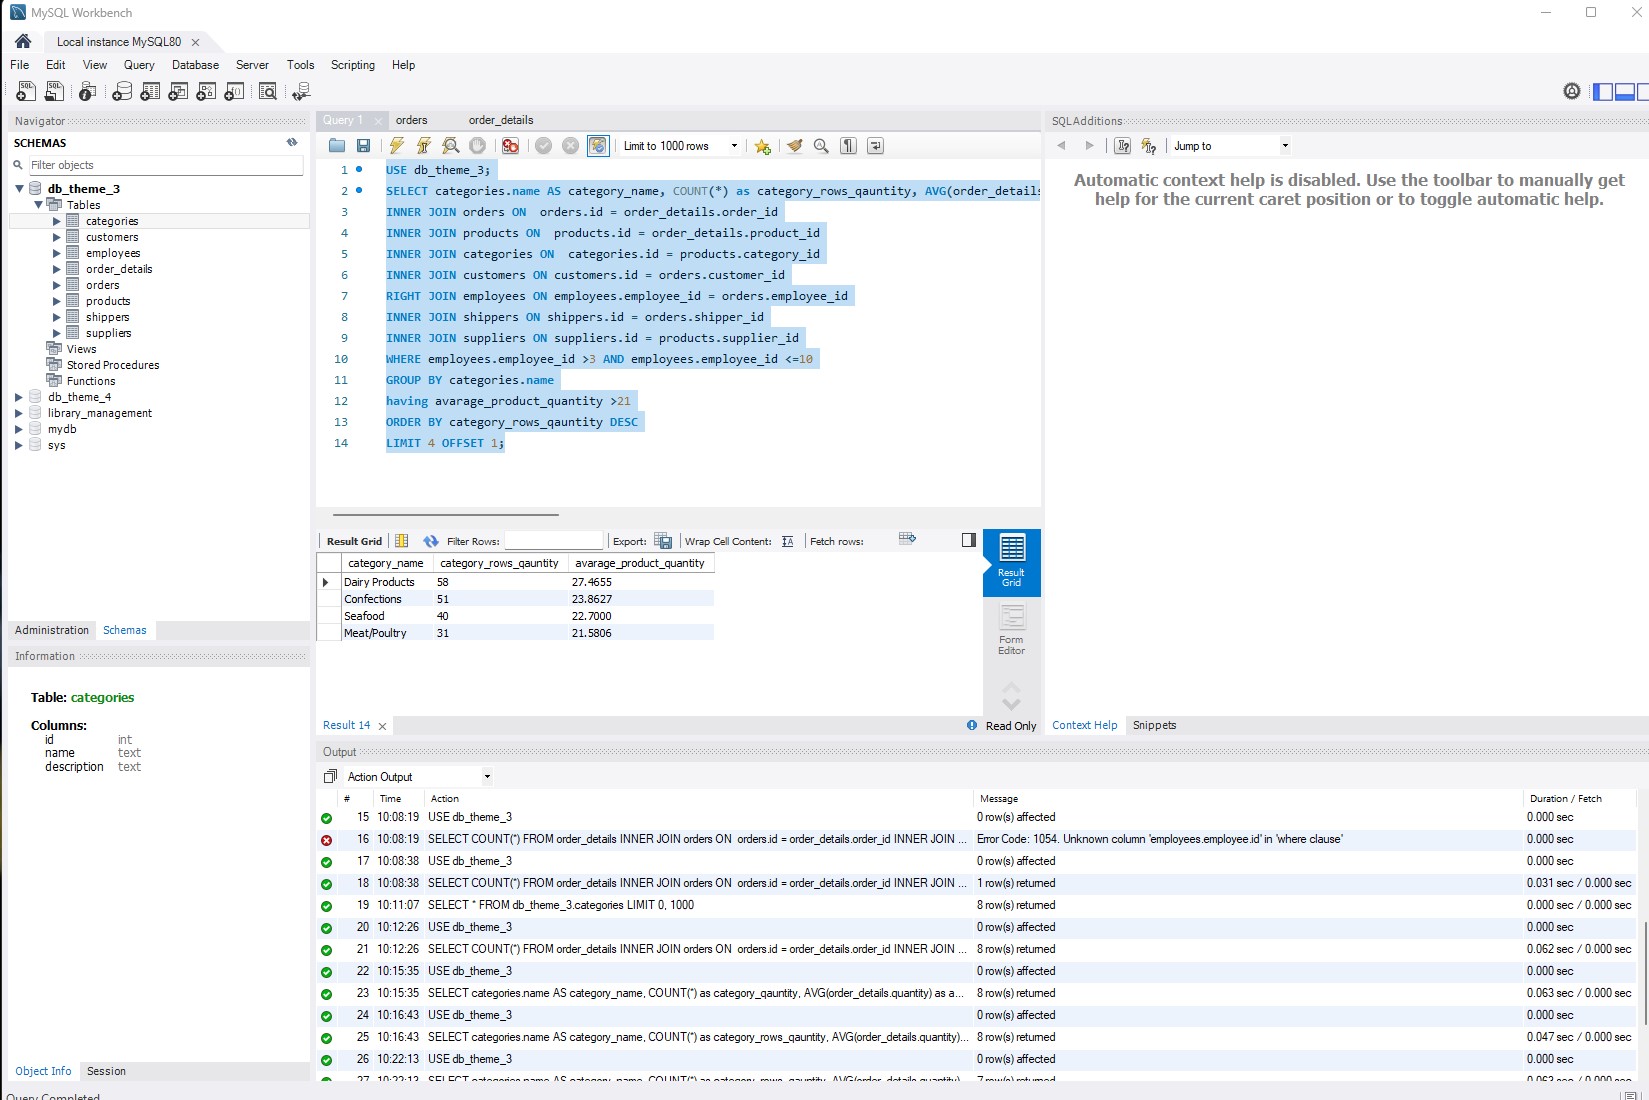 MySQL Workbench
Local instance MySQL80
File Edit View Query Database Server Tools Scripting Help
Navigator
SCHEMAS
Filter objects
db_theme_3
Tables
categories
customers
employees
order_details
orders
products
shippers
suppliers
Views
Stored Procedures
Functions
db_theme_4
library_management
mydb
sys
Administration Schemas
Information
Table: categories
Columns:
id int
name text
description text
Object Info Session
Query Completed
Query 1 orders order_details
Limit to 1000 rows
1 USE db_theme_3;
2 SELECT categories.name AS category_name, COUNT(*) as category_rows_qauntity, AVG(order_details
3 INNER JOIN orders ON  orders.id = order_details.order_id
4 INNER JOIN products ON  products.id = order_details.product_id
5 INNER JOIN categories ON  categories.id = products.category_id
6 INNER JOIN customers ON customers.id = orders.customer_id
7 RIGHT JOIN employees ON employees.employee_id = orders.employee_id
8 INNER JOIN shippers ON shippers.id = orders.shipper_id
9 INNER JOIN suppliers ON suppliers.id = products.supplier_id
10 WHERE employees.employee_id >3 AND employees.employee_id <=10
11 GROUP BY categories.name
12 having avarage_product_quantity >21
13 ORDER BY category_rows_qauntity DESC
14 LIMIT 4 OFFSET 1;
Result Grid Filter Rows: Export: Wrap Cell Content: Fetch rows:
category_name category_rows_qauntity avarage_product_quantity
Dairy Products 58 27.4655
Confections 51 23.8627
Seafood 40 22.7000
Meat/Poultry 31 21.5806
Result Grid
Form Editor
Result 14
Read Only
SQLAdditions
Jump to
Automatic context help is disabled. Use the toolbar to manually get
help for the current caret position or to toggle automatic help.
Context Help Snippets
Output
Action Output
# Time Action Message Duration / Fetch
15 10:08:19 USE db_theme_3 0 row(s) affected 0.000 sec
16 10:08:19 SELECT COUNT(*) FROM order_details INNER JOIN orders ON  orders.id = order_details.order_id INNER JOIN ... Error Code: 1054. Unknown column 'employees.employee.id' in 'where clause' 0.000 sec
17 10:08:38 USE db_theme_3 0 row(s) affected 0.000 sec
18 10:08:38 SELECT COUNT(*) FROM order_details INNER JOIN orders ON  orders.id = order_details.order_id INNER JOIN ... 1 row(s) returned 0.031 sec / 0.000 sec
19 10:11:07 SELECT * FROM db_theme_3.categories LIMIT 0, 1000 8 row(s) returned 0.000 sec / 0.000 sec
20 10:12:26 USE db_theme_3 0 row(s) affected 0.000 sec
21 10:12:26 SELECT COUNT(*) FROM order_details INNER JOIN orders ON  orders.id = order_details.order_id INNER JOIN ... 8 row(s) returned 0.062 sec / 0.000 sec
22 10:15:35 USE db_theme_3 0 row(s) affected 0.000 sec
23 10:15:35 SELECT categories.name AS category_name, COUNT(*) as category_qauntity, AVG(order_details.quantity) as a... 8 row(s) returned 0.063 sec / 0.000 sec
24 10:16:43 USE db_theme_3 0 row(s) affected 0.000 sec
25 10:16:43 SELECT categories.name AS category_name, COUNT(*) as category_rows_qauntity, AVG(order_details.quantity)... 8 row(s) returned 0.047 sec / 0.000 sec
26 10:22:13 USE db_theme_3 0 row(s) affected 0.000 sec
27 10:22:13 SELECT categories.name AS category_name, COUNT(*) as category_rows_qauntity, AVG(order_details.quantity)... 7 row(s) returned 0.063 sec / 0.000 sec